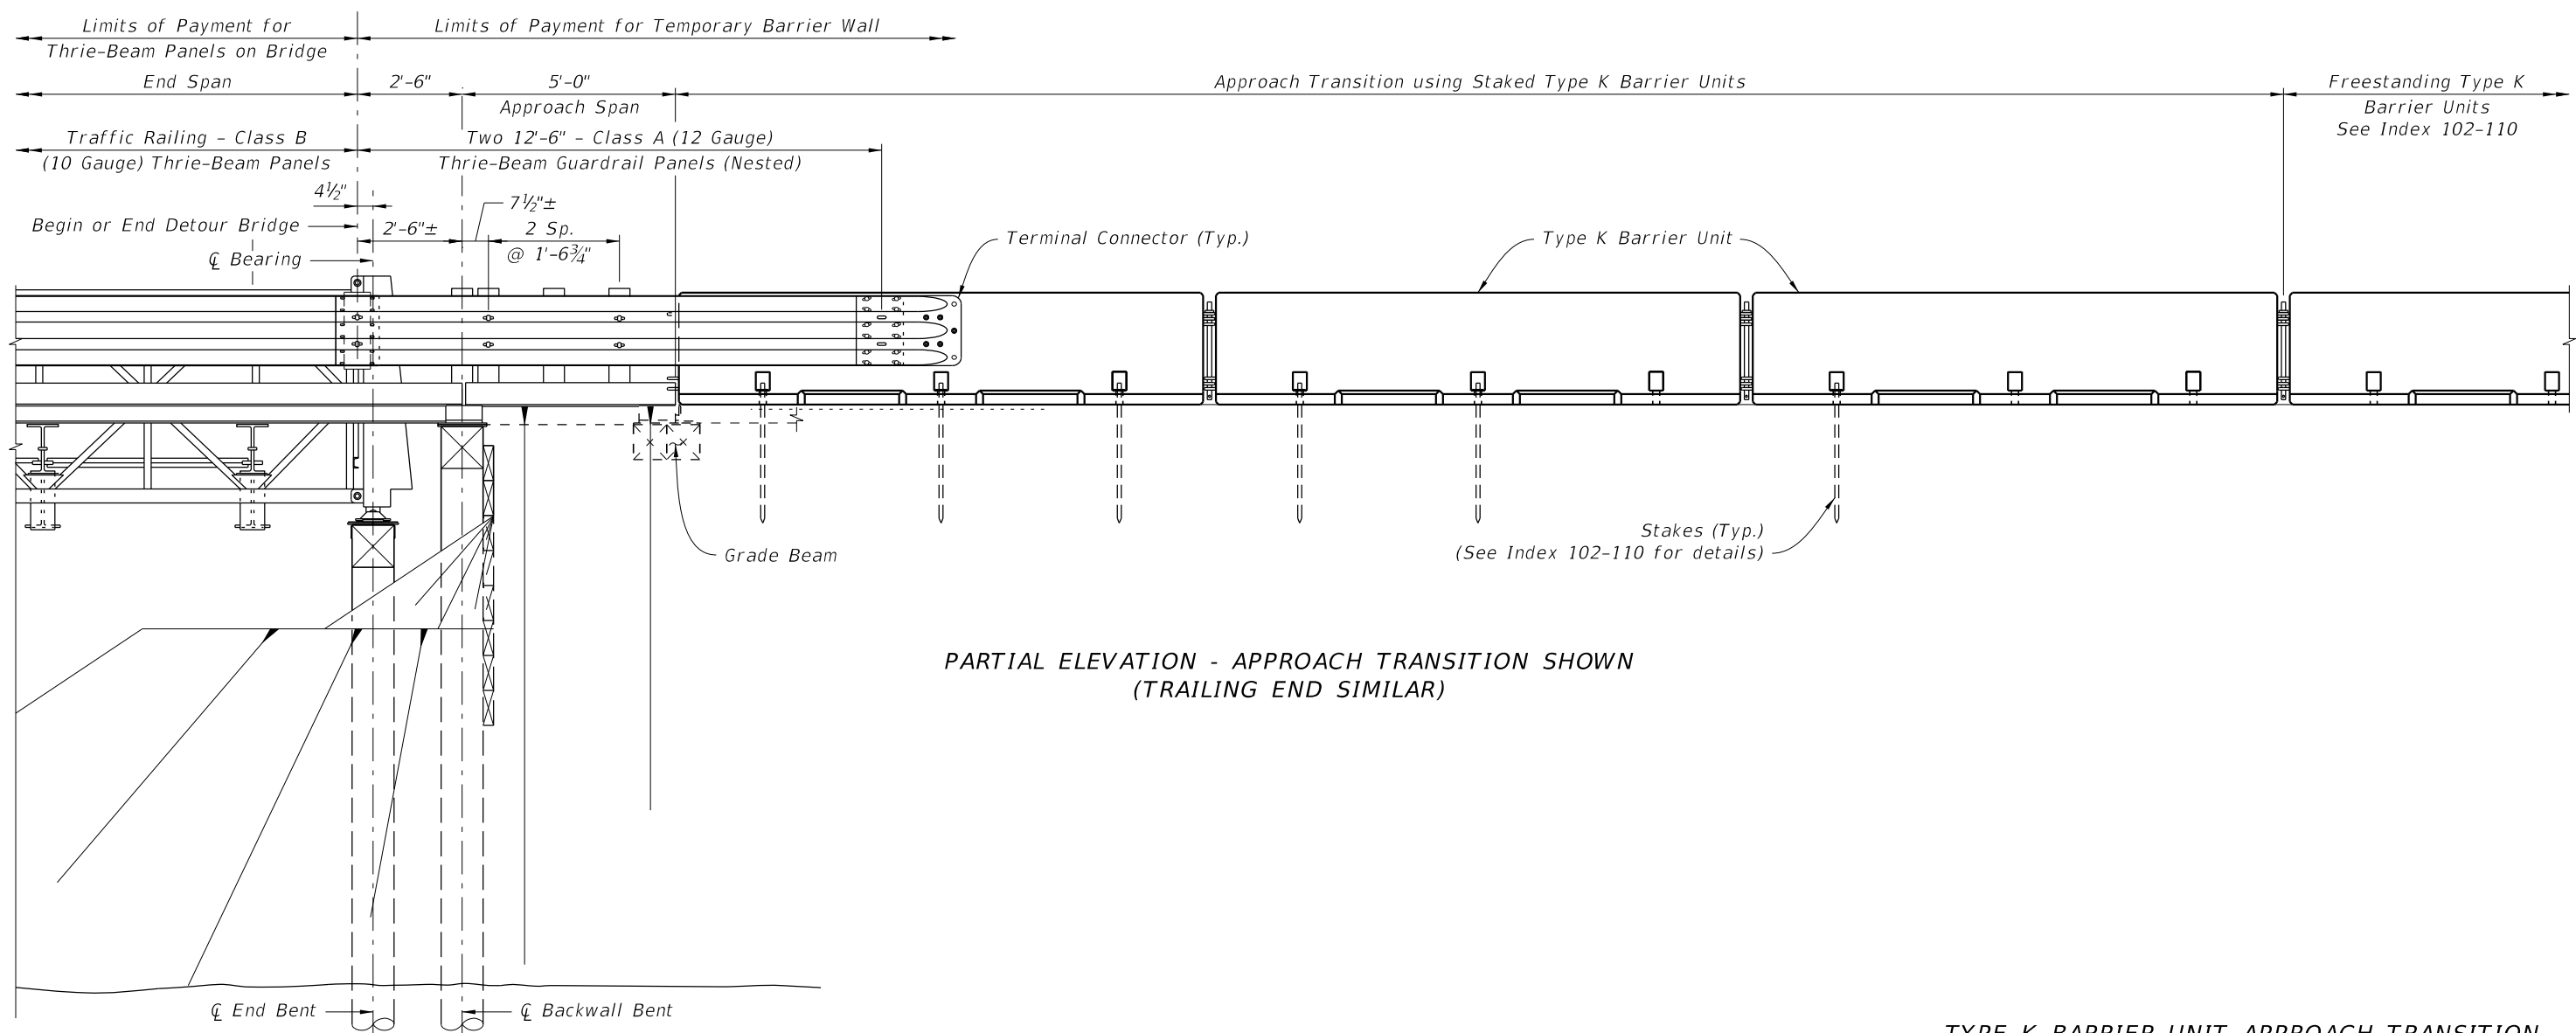 Limits of Payment for
Thrie-Beam Panels on Bridge
Limits of Payment for Temporary Barrier Wall
End Span
2'-6"
5'-0"
Approach Span
Approach Transition using Staked Type K Barrier Units
Freestanding Type K
Barrier Units
See Index 102-110
Traffic Railing - Class B
(10 Gauge) Thrie-Beam Panels
Two 12'-6" - Class A (12 Gauge)
Thrie-Beam Guardrail Panels (Nested)
4½"
7½"±
Begin or End Detour Bridge
2'-6"±
2 Sp.
@ 1'-6¾"
℄ Bearing
Terminal Connector (Typ.)
Type K Barrier Unit
Grade Beam
Stakes (Typ.)
(See Index 102-110 for details)
PARTIAL ELEVATION - APPROACH TRANSITION SHOWN
(TRAILING END SIMILAR)
℄ End Bent
℄ Backwall Bent
TYPE K BARRIER UNIT APPROACH TRANSITION